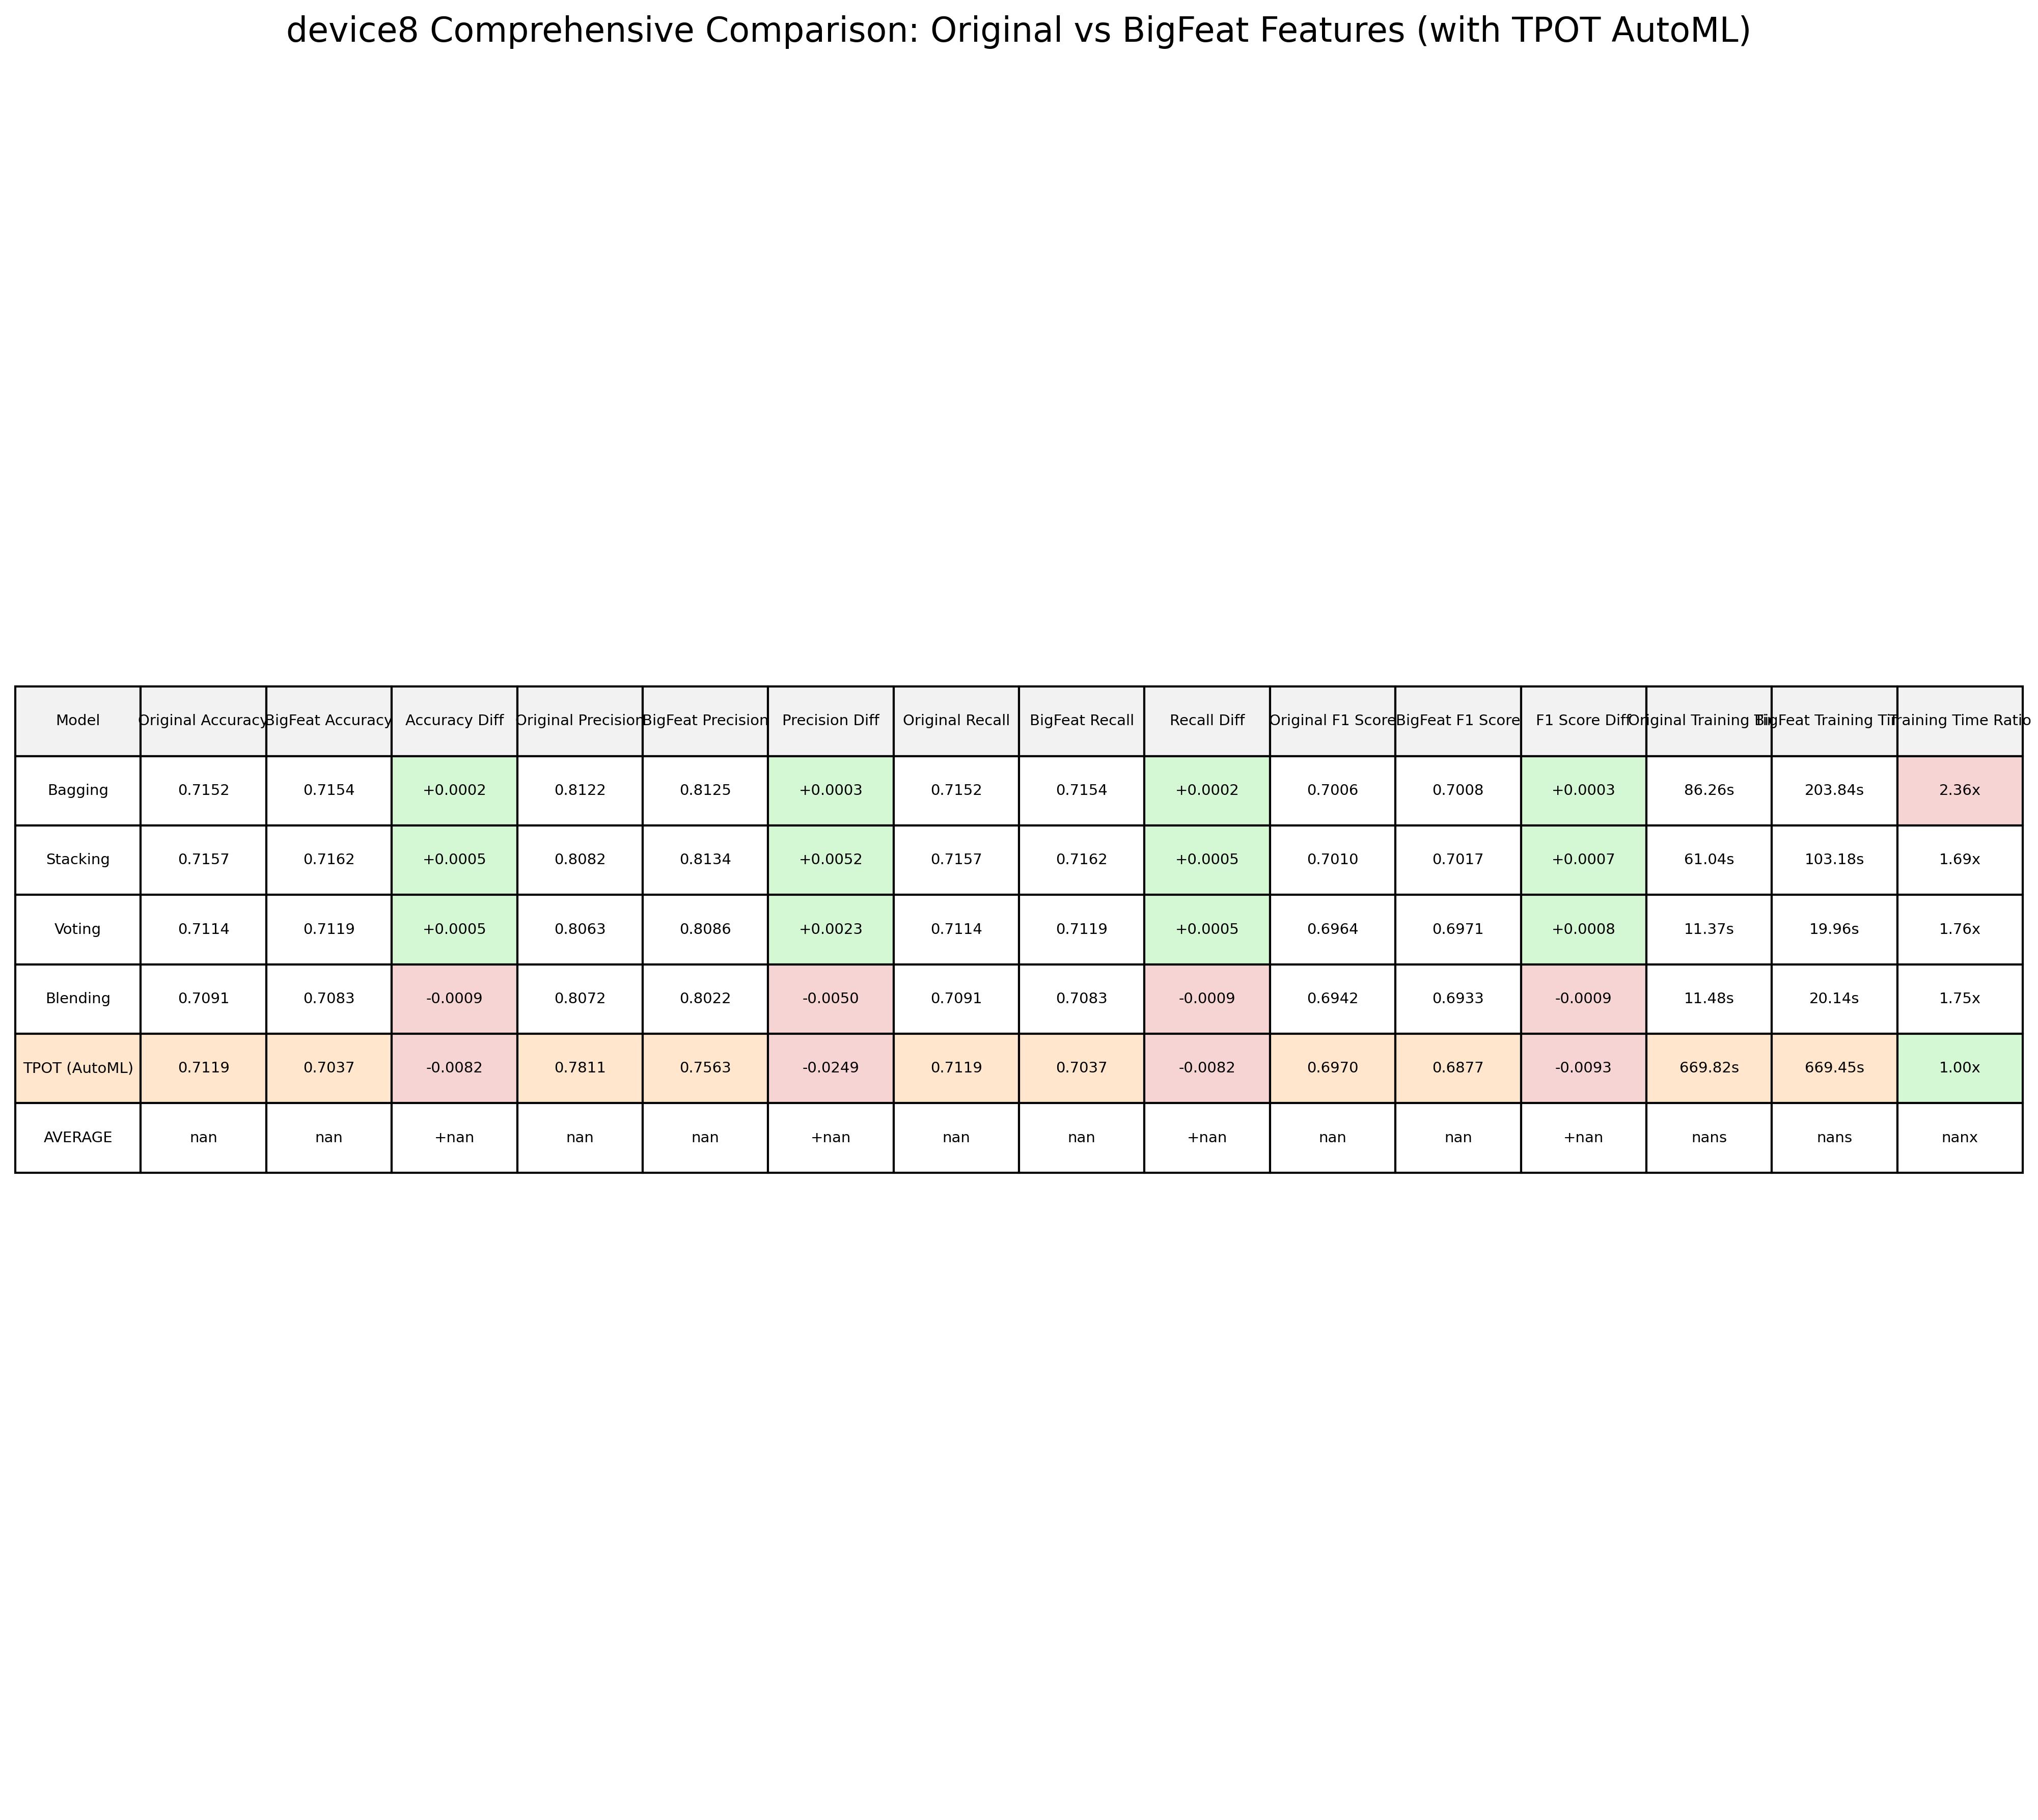 device8 Comprehensive Comparison: Original vs BigFeat Features (with TPOT AutoML)
Model Original Accuracy BigFeat Accuracy Accuracy Diff Original Precision BigFeat Precision Precision Diff Original Recall BigFeat Recall Recall Diff Original F1 Score BigFeat F1 Score F1 Score Diff Original Training BigFeat Training Training Time Ratio
Bagging 0.7152 0.7154 +0.0002 0.8122 0.8125 +0.0003 0.7152 0.7154 +0.0002 0.7006 0.7008 +0.0003 86.26s 203.84s 2.36x
Stacking 0.7157 0.7162 +0.0005 0.8082 0.8134 +0.0052 0.7157 0.7162 +0.0005 0.7010 0.7017 +0.0007 61.04s 103.18s 1.69x
Voting 0.7114 0.7119 +0.0005 0.8063 0.8086 +0.0023 0.7114 0.7119 +0.0005 0.6964 0.6971 +0.0008 11.37s 19.96s 1.76x
Blending 0.7091 0.7083 -0.0009 0.8072 0.8022 -0.0050 0.7091 0.7083 -0.0009 0.6942 0.6933 -0.0009 11.48s 20.14s 1.75x
TPOT (AutoML) 0.7119 0.7037 -0.0082 0.7811 0.7563 -0.0249 0.7119 0.7037 -0.0082 0.6970 0.6877 -0.0093 669.82s 669.45s 1.00x
AVERAGE nan nan +nan nan nan +nan nan nan +nan nan nan +nan nans nans nanx